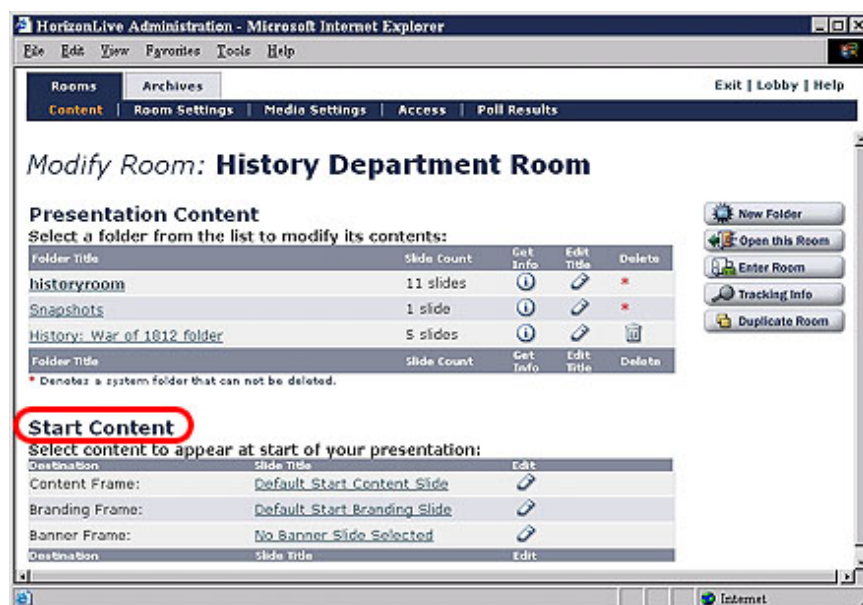 HorizonLive Administration - Microsoft Internet Explorer
File Edit View Favorites Tools Help
Rooms Archives Exit | Lobby | Help
Content | Room Settings | Media Settings | Access | Poll Results
Modify Room: History Department Room
Presentation Content
Select a folder from the list to modify its contents:
Folder Title Slide Count Get Info Edit Title Delete
historyroom 11 slides *
Snapshots 1 slide *
History: War of 1812 folder 5 slides
Folder Title Slide Count Get Info Edit Title Delete
* Denotes a system folder that can not be deleted.
New Folder
Open this Room
Enter Room
Tracking Info
Duplicate Room
Start Content
Select content to appear at start of your presentation:
Destination Slide Title Edit
Content Frame: Default Start Content Slide
Branding Frame: Default Start Branding Slide
Banner Frame: No Banner Slide Selected
Destination Slide Title Edit
Internet